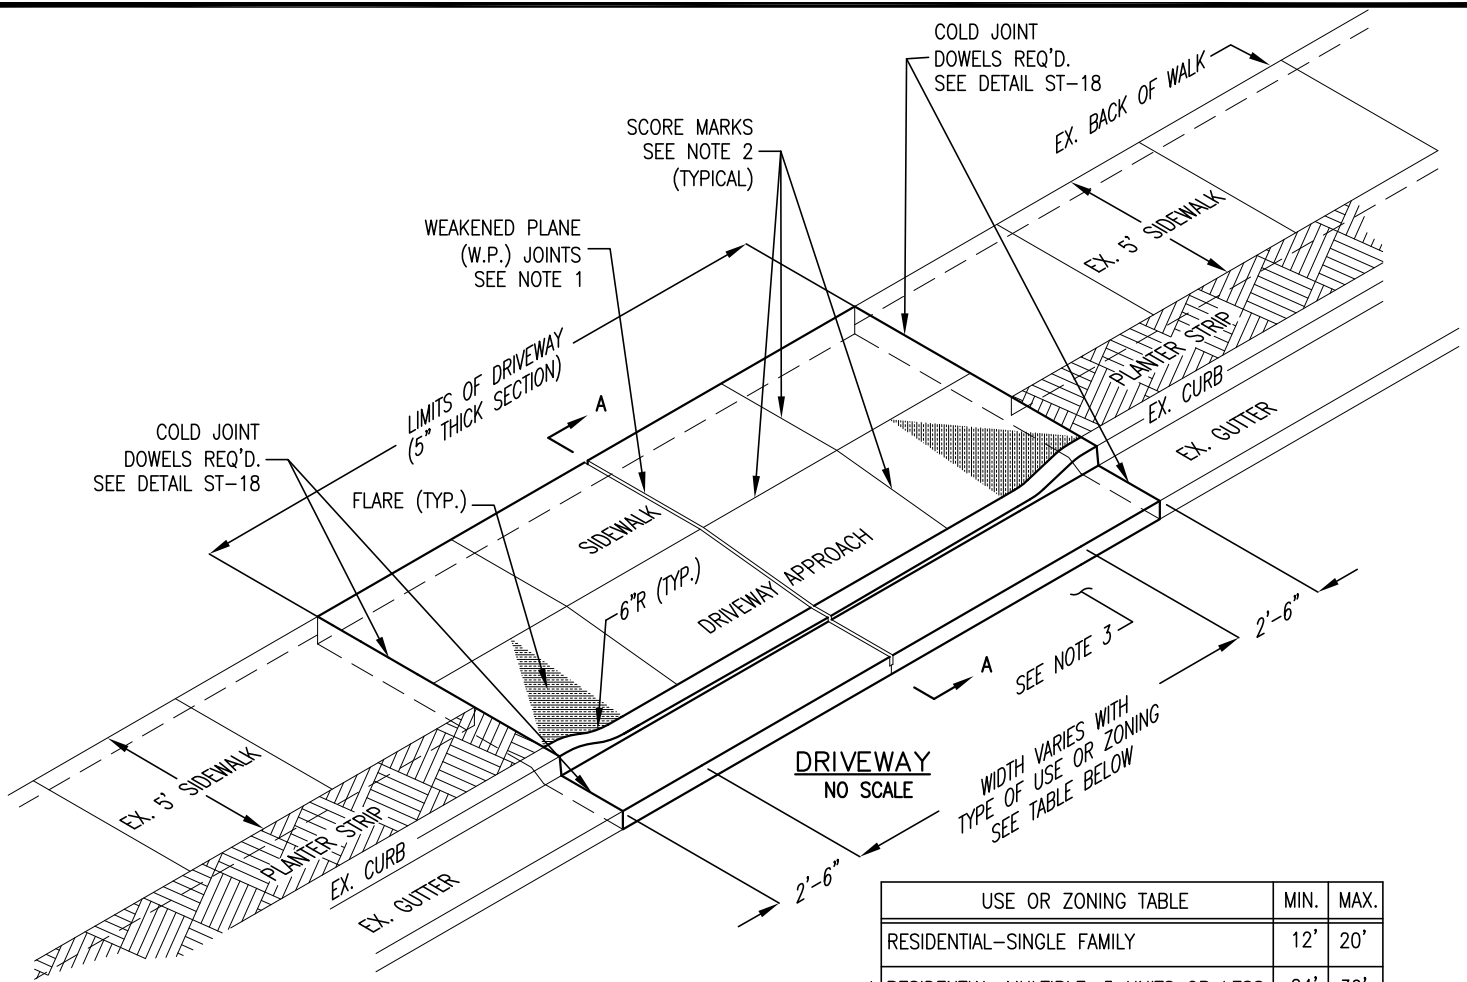 COLD JOINT
DOWELS REQ'D.
SEE DETAIL ST-18
EX. BACK OF WALK
SCORE MARKS
SEE NOTE 2
(TYPICAL)
EX. 5' SIDEWALK
WEAKENED PLANE
(W.P.) JOINTS
SEE NOTE 1
PLANTER STRIP
LIMITS OF DRIVEWAY
(5" THICK SECTION)
A
EX. CURB
EX. GUTTER
COLD JOINT
DOWELS REQ'D.
SEE DETAIL ST-18
FLARE (TYP.)
SIDEWALK
DRIVEWAY APPROACH
6"R (TYP.)
2'-6"
SEE NOTE 3
A
DRIVEWAY
NO SCALE
WIDTH VARIES WITH
TYPE OF USE OR ZONING
SEE TABLE BELOW
EX. 5' SIDEWALK
PLANTER STRIP
EX. CURB
EX. GUTTER
2'-6"
USE OR ZONING TABLE MIN. MAX.
RESIDENTIAL-SINGLE FAMILY 12' 20'